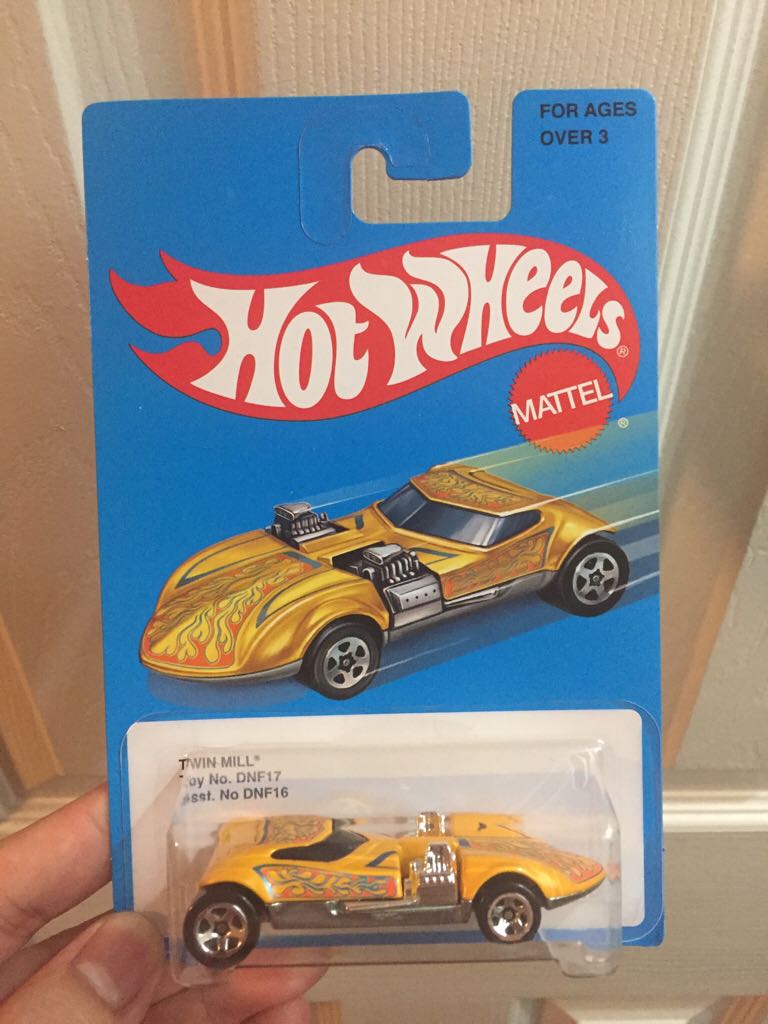 FOR AGES
OVER 3
Hot Wheels®
MATTEL
®
TWIN MILL®
Toy No. DNF17
Asst. No DNF16